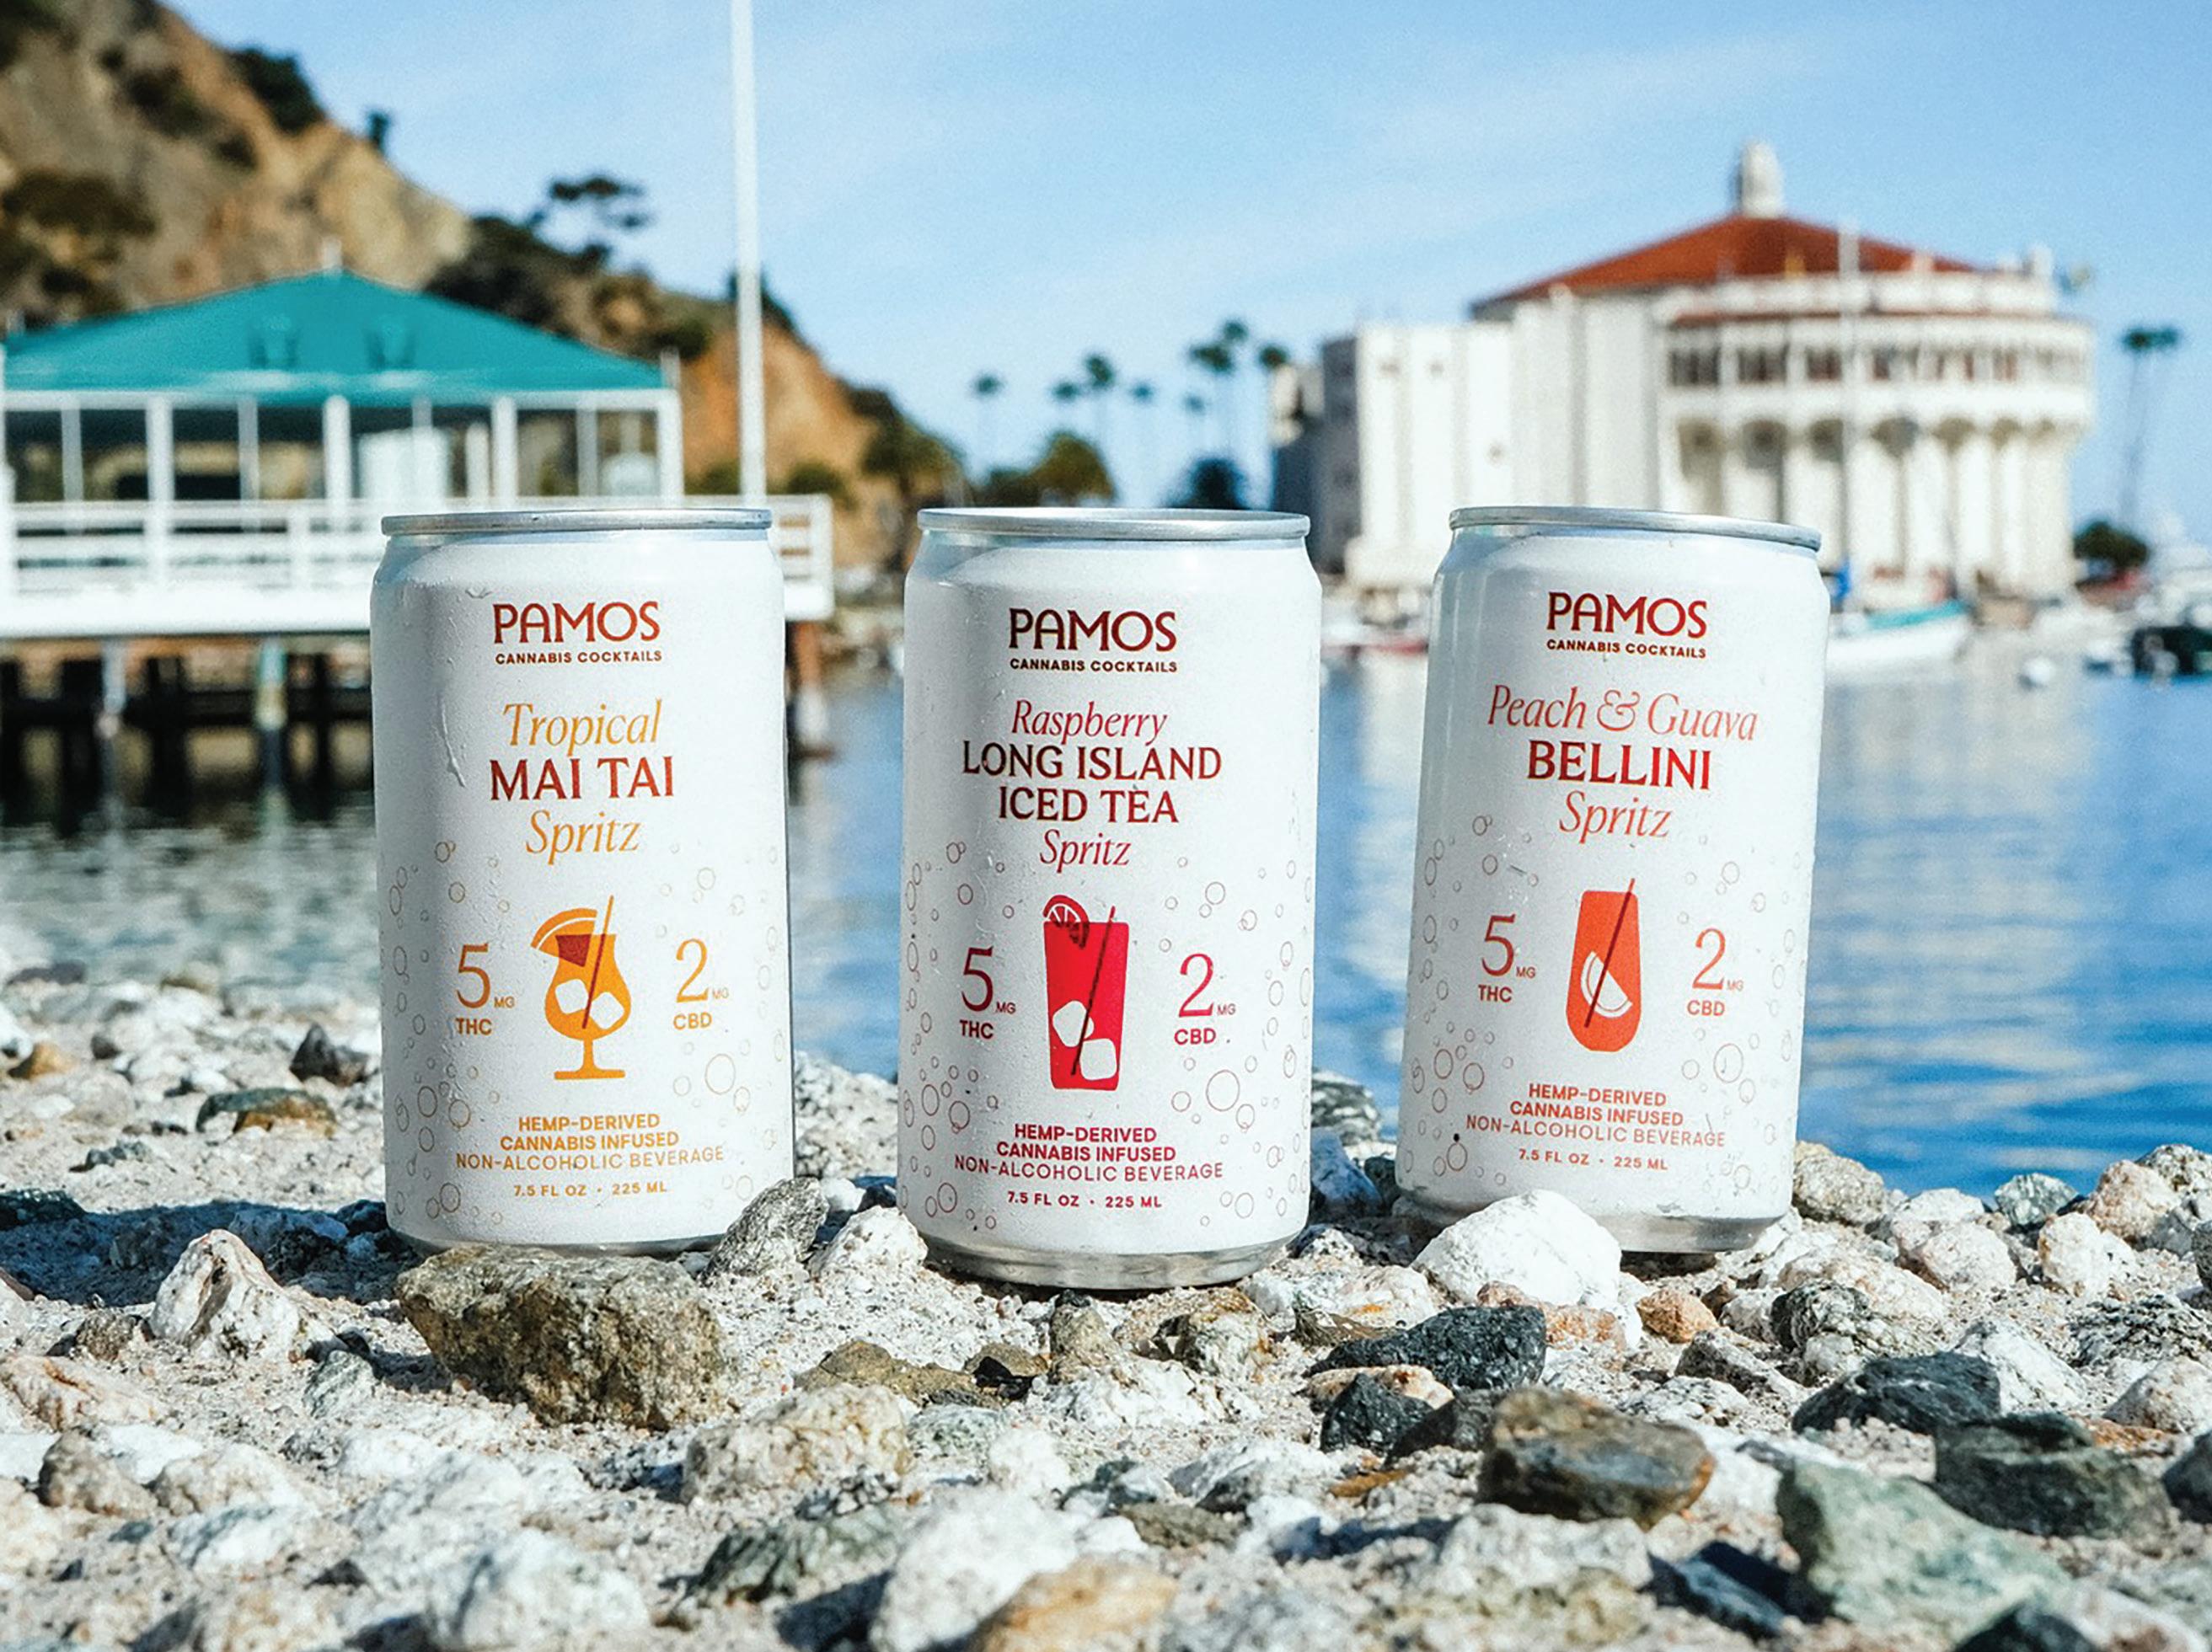 PAMOS
CANNABIS COCKTAILS
Tropical
MAI TAI
Spritz
5 MG
THC
2 MG
CBD
HEMP-DERIVED
CANNABIS INFUSED
NON-ALCOHOLIC BEVERAGE
7.5 FL OZ · 225 ML
PAMOS
CANNABIS COCKTAILS
Raspberry
LONG ISLAND
ICED TEA
Spritz
5 MG
THC
2 MG
CBD
HEMP-DERIVED
CANNABIS INFUSED
NON-ALCOHOLIC BEVERAGE
7.5 FL OZ · 225 ML
PAMOS
CANNABIS COCKTAILS
Peach & Guava
BELLINI
Spritz
5 MG
THC
2 MG
CBD
HEMP-DERIVED
CANNABIS INFUSED
NON-ALCOHOLIC BEVERAGE
7.5 FL OZ · 225 ML